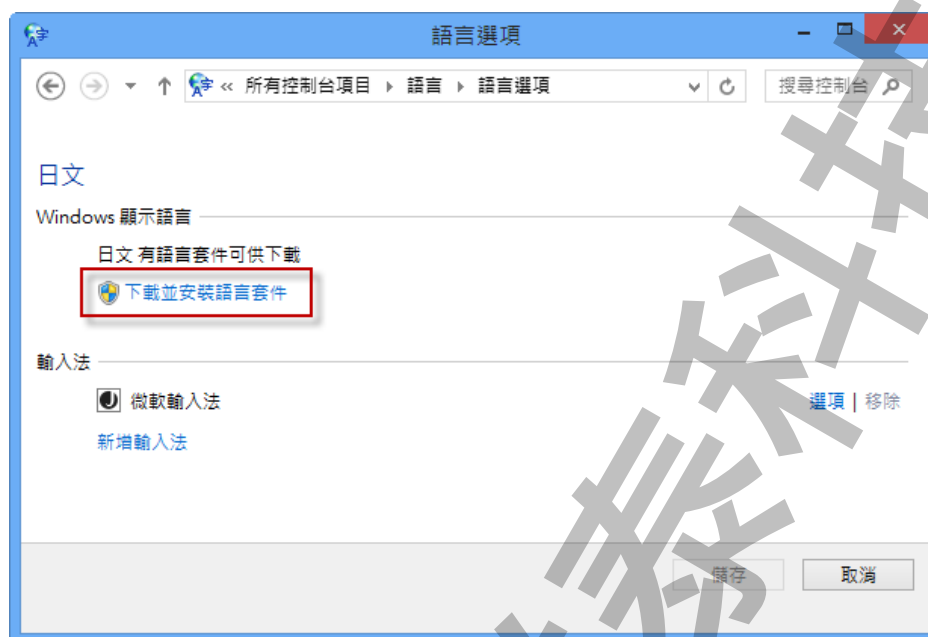 語言選項
« 所有控制台項目 ▸ 語言 ▸ 語言選項
搜尋控制台
日文
Windows 顯示語言
日文 有語言套件可供下載
下載並安裝語言套件
輸入法
微軟輸入法
選項 | 移除
新增輸入法
儲存
取消
泰科技